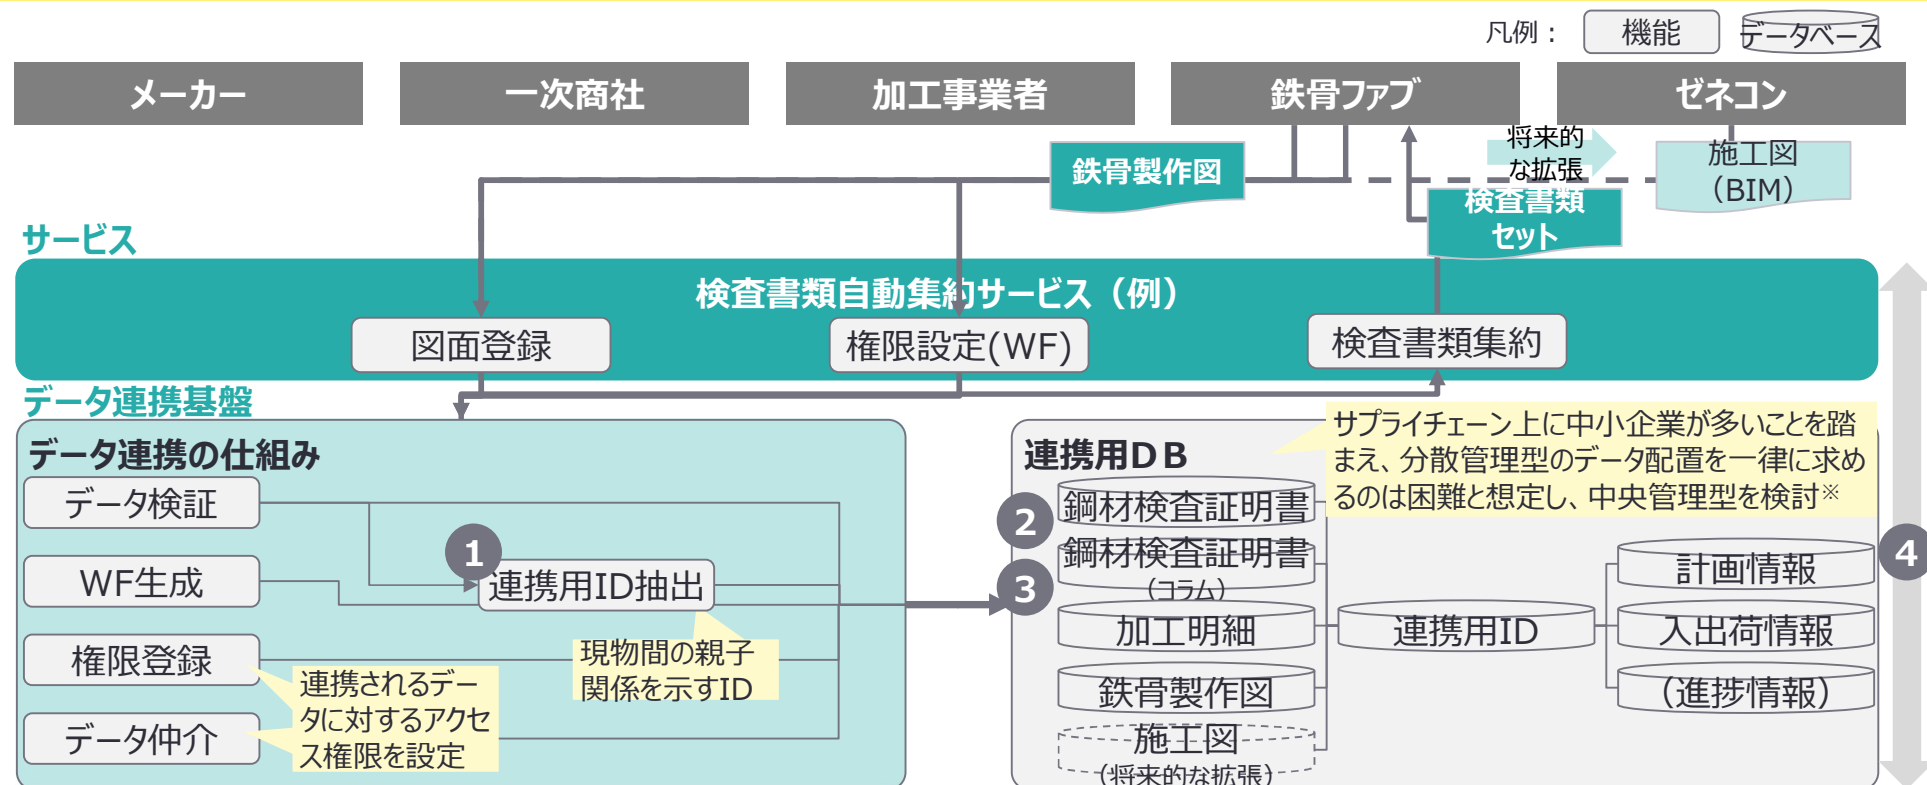 凡例：
機能
データベース
メーカー
一次商社
加工事業者
鉄骨ファブ
ゼネコン
鉄骨製作図
将来的
な拡張
施工図
（BIM）
検査書類
セット
サービス
検査書類自動集約サービス（例）
図面登録
権限設定(WF)
検査書類集約
データ連携基盤
データ連携の仕組み
データ検証
WF生成
権限登録
データ仲介
1
連携用ID抽出
現物間の親子
関係を示すID
連携されるデー
タに対するアクセ
ス権限を設定
連携用DB
サプライチェーン上に中小企業が多いことを踏
まえ、分散管理型のデータ配置を一律に求め
るのは困難と想定し、中央管理型を検討※
2
鋼材検査証明書
3
鋼材検査証明書
（コラム）
加工明細
鉄骨製作図
施工図
（将来的な拡張）
連携用ID
計画情報
入出荷情報
（進捗情報）
4